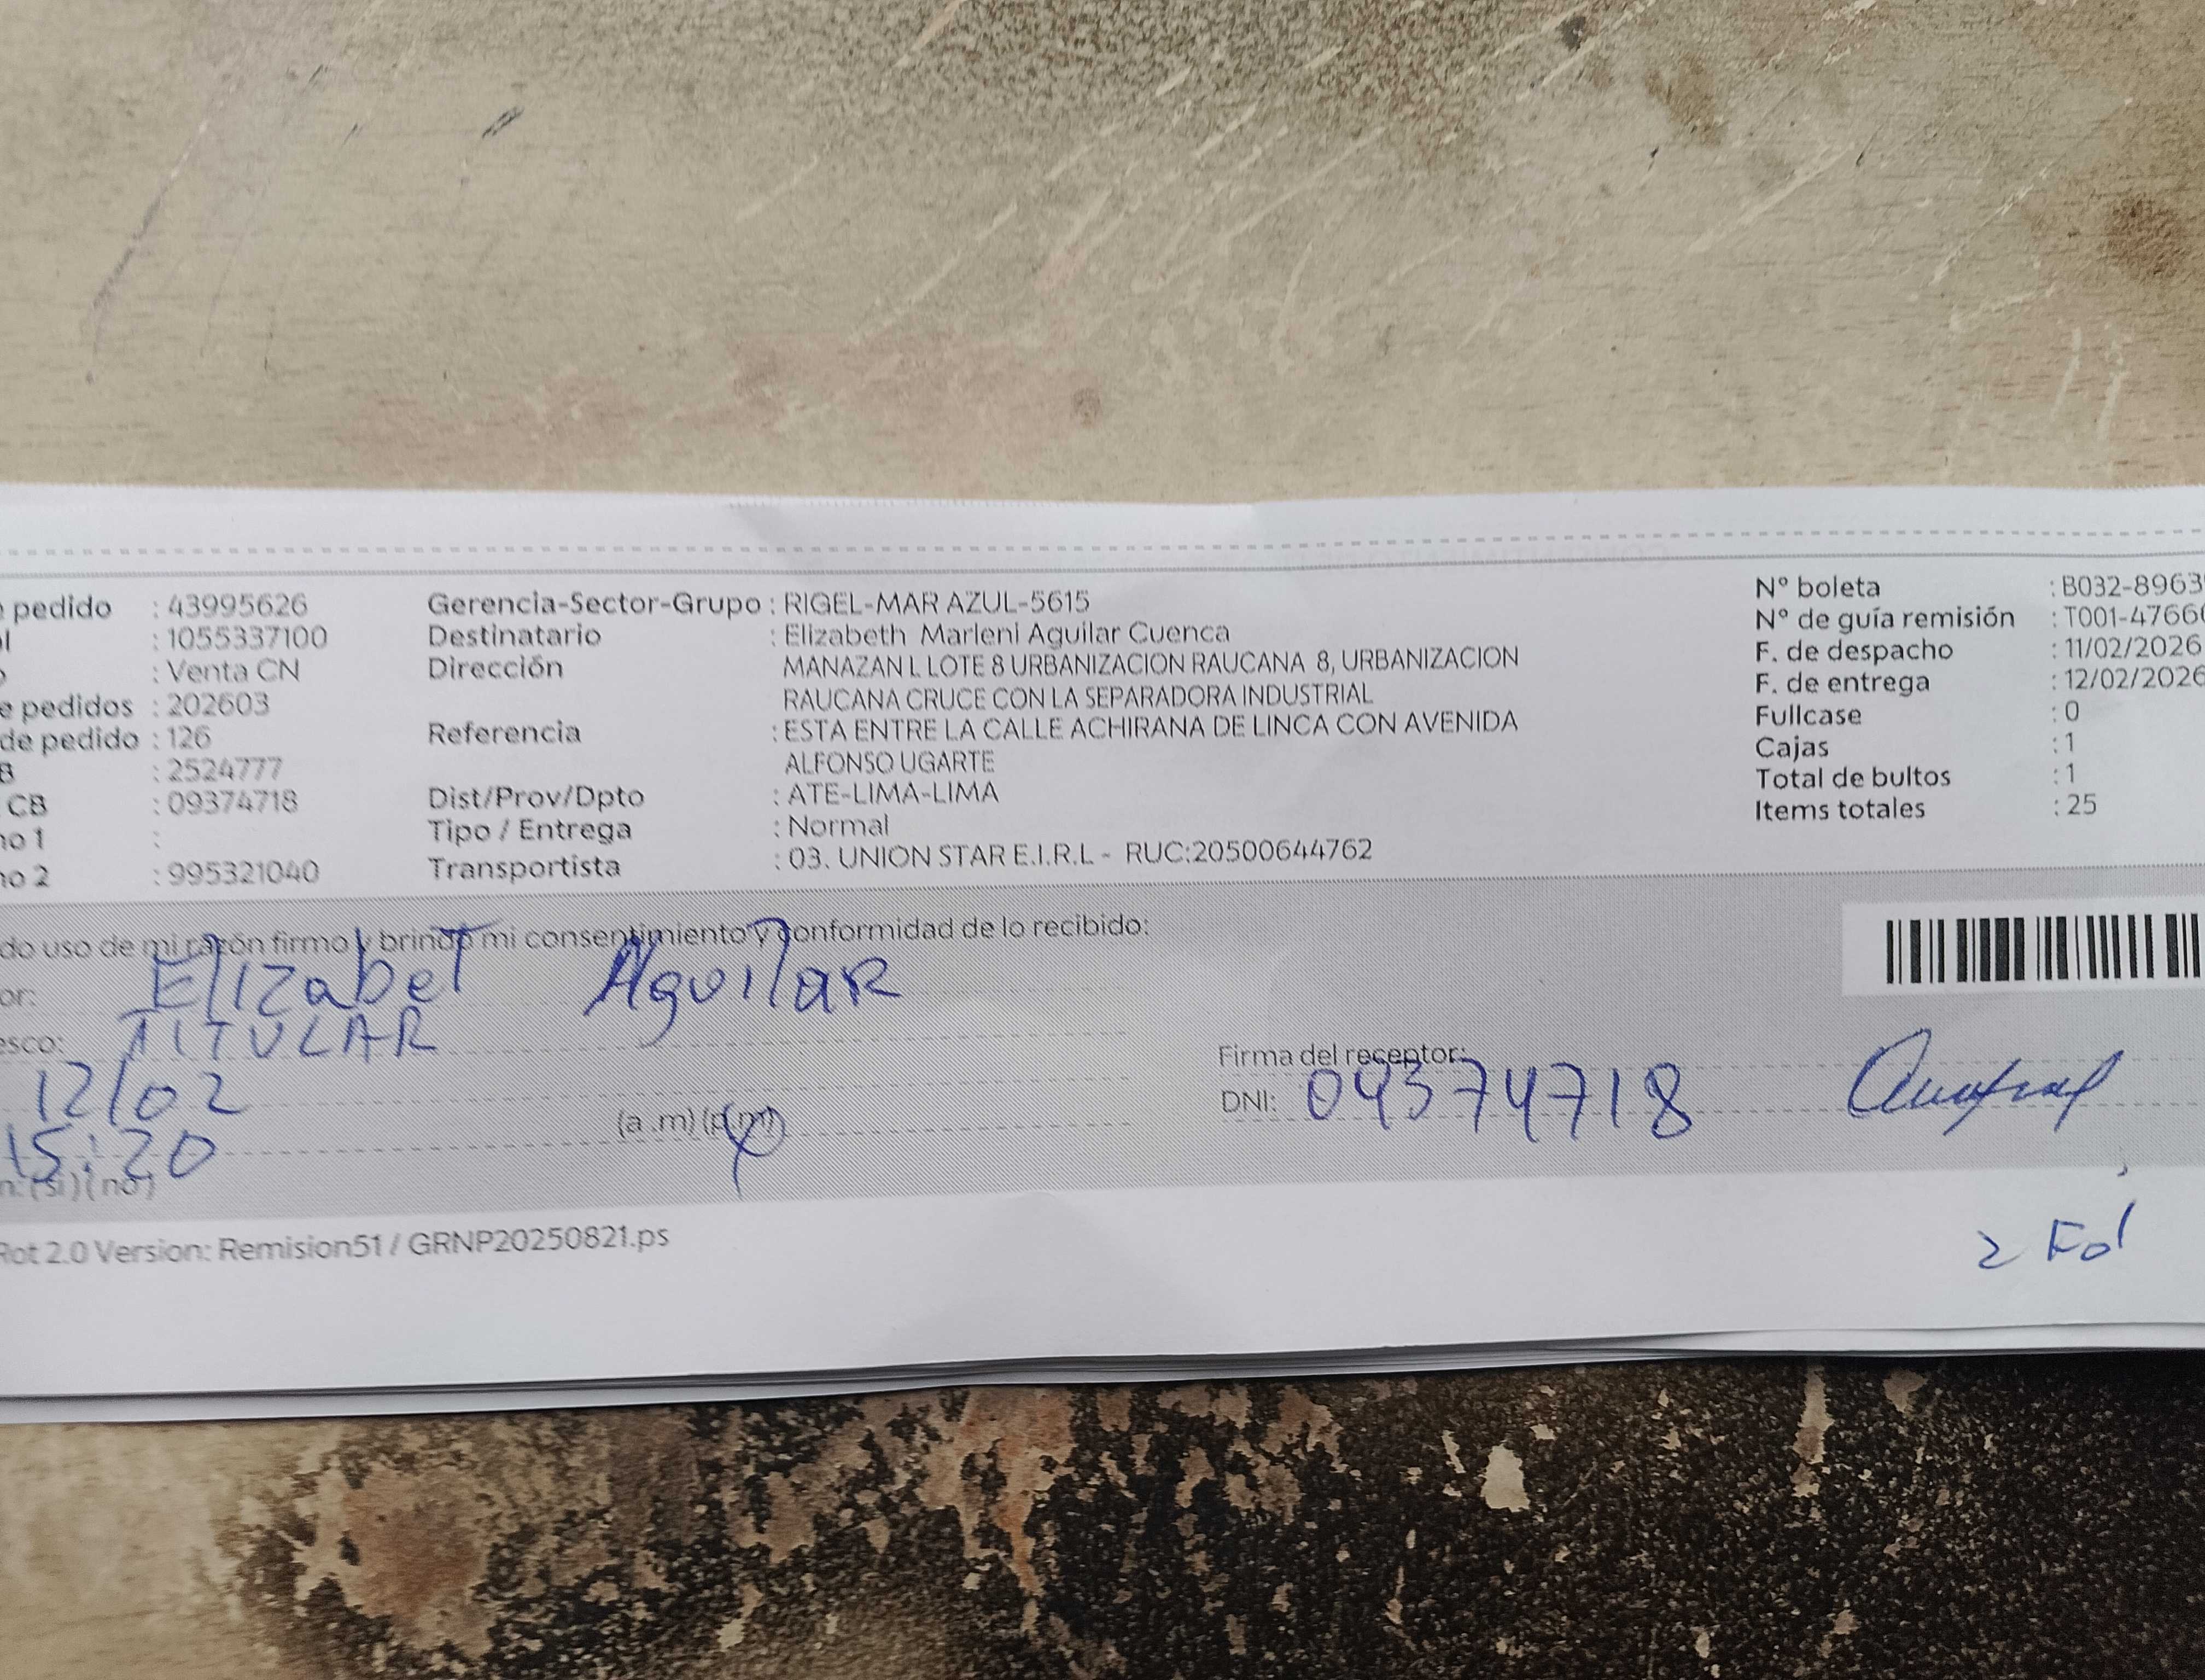 pedido : 43995626 Gerencia-Sector-Grupo : RIGEL-MAR AZUL-5615 N° boleta : B032-8963
: 1055337100 Destinatario : Elizabeth Marleni Aguilar Cuenca N° de guía remisión : T001-4766
: Venta CN Dirección MANAZAN L LOTE 8 URBANIZACION RAUCANA 8, URBANIZACION F. de despacho : 11/02/2026
e pedidos : 202603 RAUCANA CRUCE CON LA SEPARADORA INDUSTRIAL F. de entrega : 12/02/2026
de pedido : 126 Referencia : ESTA ENTRE LA CALLE ACHIRANA DE LINCA CON AVENIDA Fullcase : 0
B : 2524777 ALFONSO UGARTE Cajas : 1
CB : 09374718 Dist/Prov/Dpto : ATE-LIMA-LIMA Total de bultos : 1
no 1 : Tipo / Entrega : Normal Items totales : 25
no 2 : 995321040 Transportista : 03. UNION STAR E.I.R.L - RUC:20500644762
do uso de mi razón firmo y brindo mi consentimiento y conformidad de lo recibido:
or: Elizabet Aguilar
esco: TITULAR
Firma del receptor:
12/02
DNI: 09374718
(a .m) (p.m)
15:20
n: (si) (no)
2 Fol
Rot 2.0 Version: Remision51 / GRNP20250821.ps